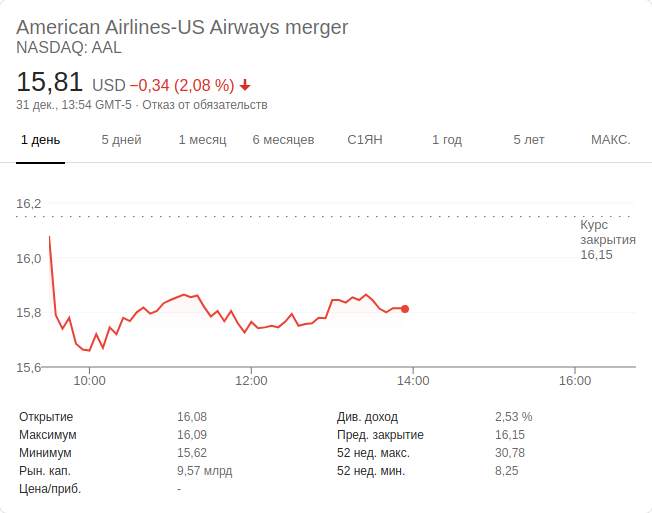 American Airlines-US Airways merger
NASDAQ: AAL
15,81 USD −0,34 (2,08 %)
31 дек., 13:54 GMT-5 · Отказ от обязательств
1 день 5 дней 1 месяц 6 месяцев С1ЯН 1 год 5 лет МАКС.
16,2
Курс
закрытия
16,15
16,0
15,8
15,6
10:00 12:00 14:00 16:00
Открытие 16,08 Див. доход 2,53 %
Максимум 16,09 Пред. закрытие 16,15
Минимум 15,62 52 нед. макс. 30,78
Рын. кап. 9,57 млрд 52 нед. мин. 8,25
Цена/приб. -